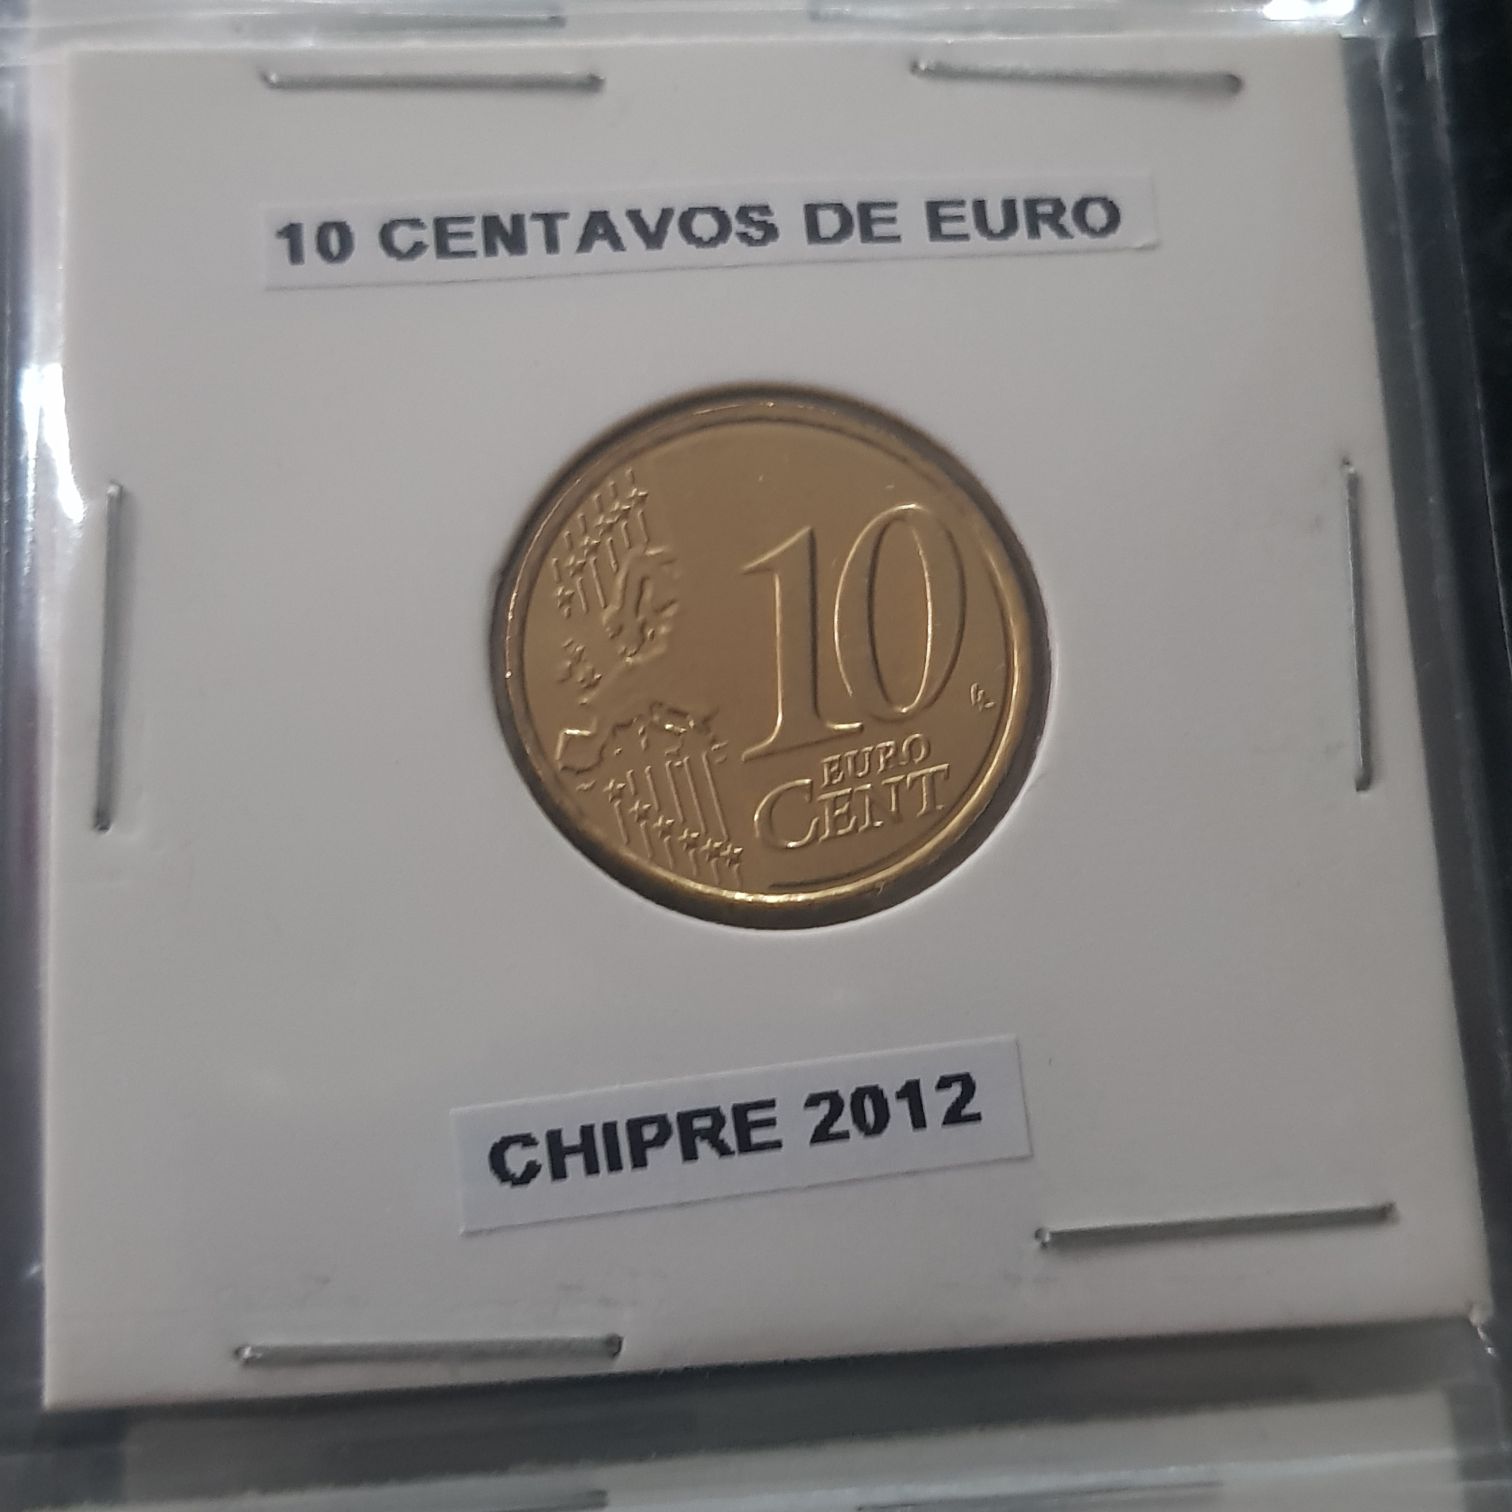 10 CENTAVOS DE EURO
10
EURO
CENT
CHIPRE 2012